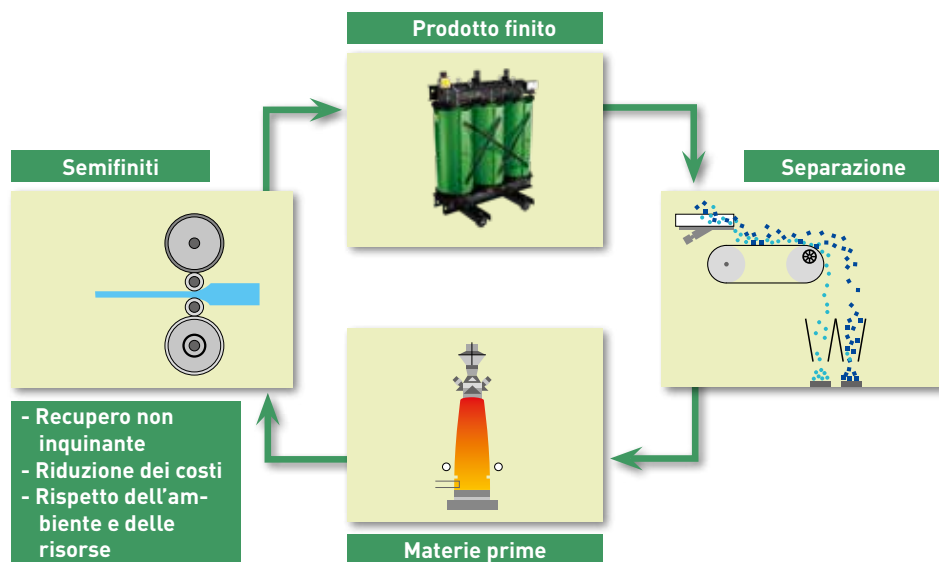 Prodotto finito
Semifiniti
Separazione
- Recupero non
inquinante
- Riduzione dei costi
- Rispetto dell'am-
biente e delle
risorse
Materie prime